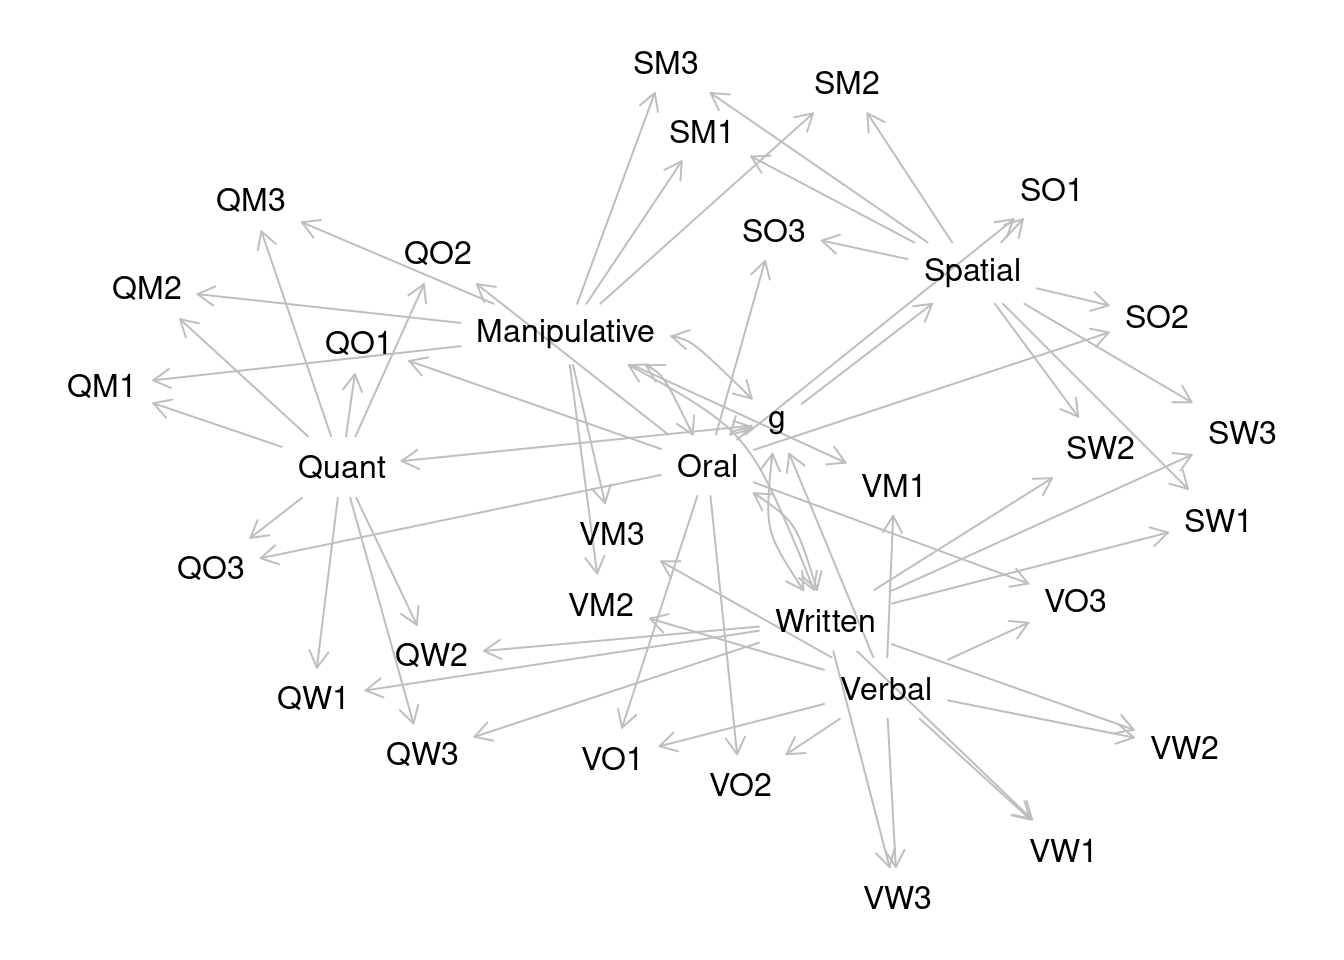 SM3
SM2
SM1
SO1
QM3
SO3
QO2
Spatial
QM2
SO2
Manipulative
QO1
QM1
g
SW3
SW2
Quant
Oral
VM1
SW1
VM3
QO3
VO3
VM2
Written
QW2
Verbal
QW1
VW2
QW3
VO1
VO2
VW1
VW3